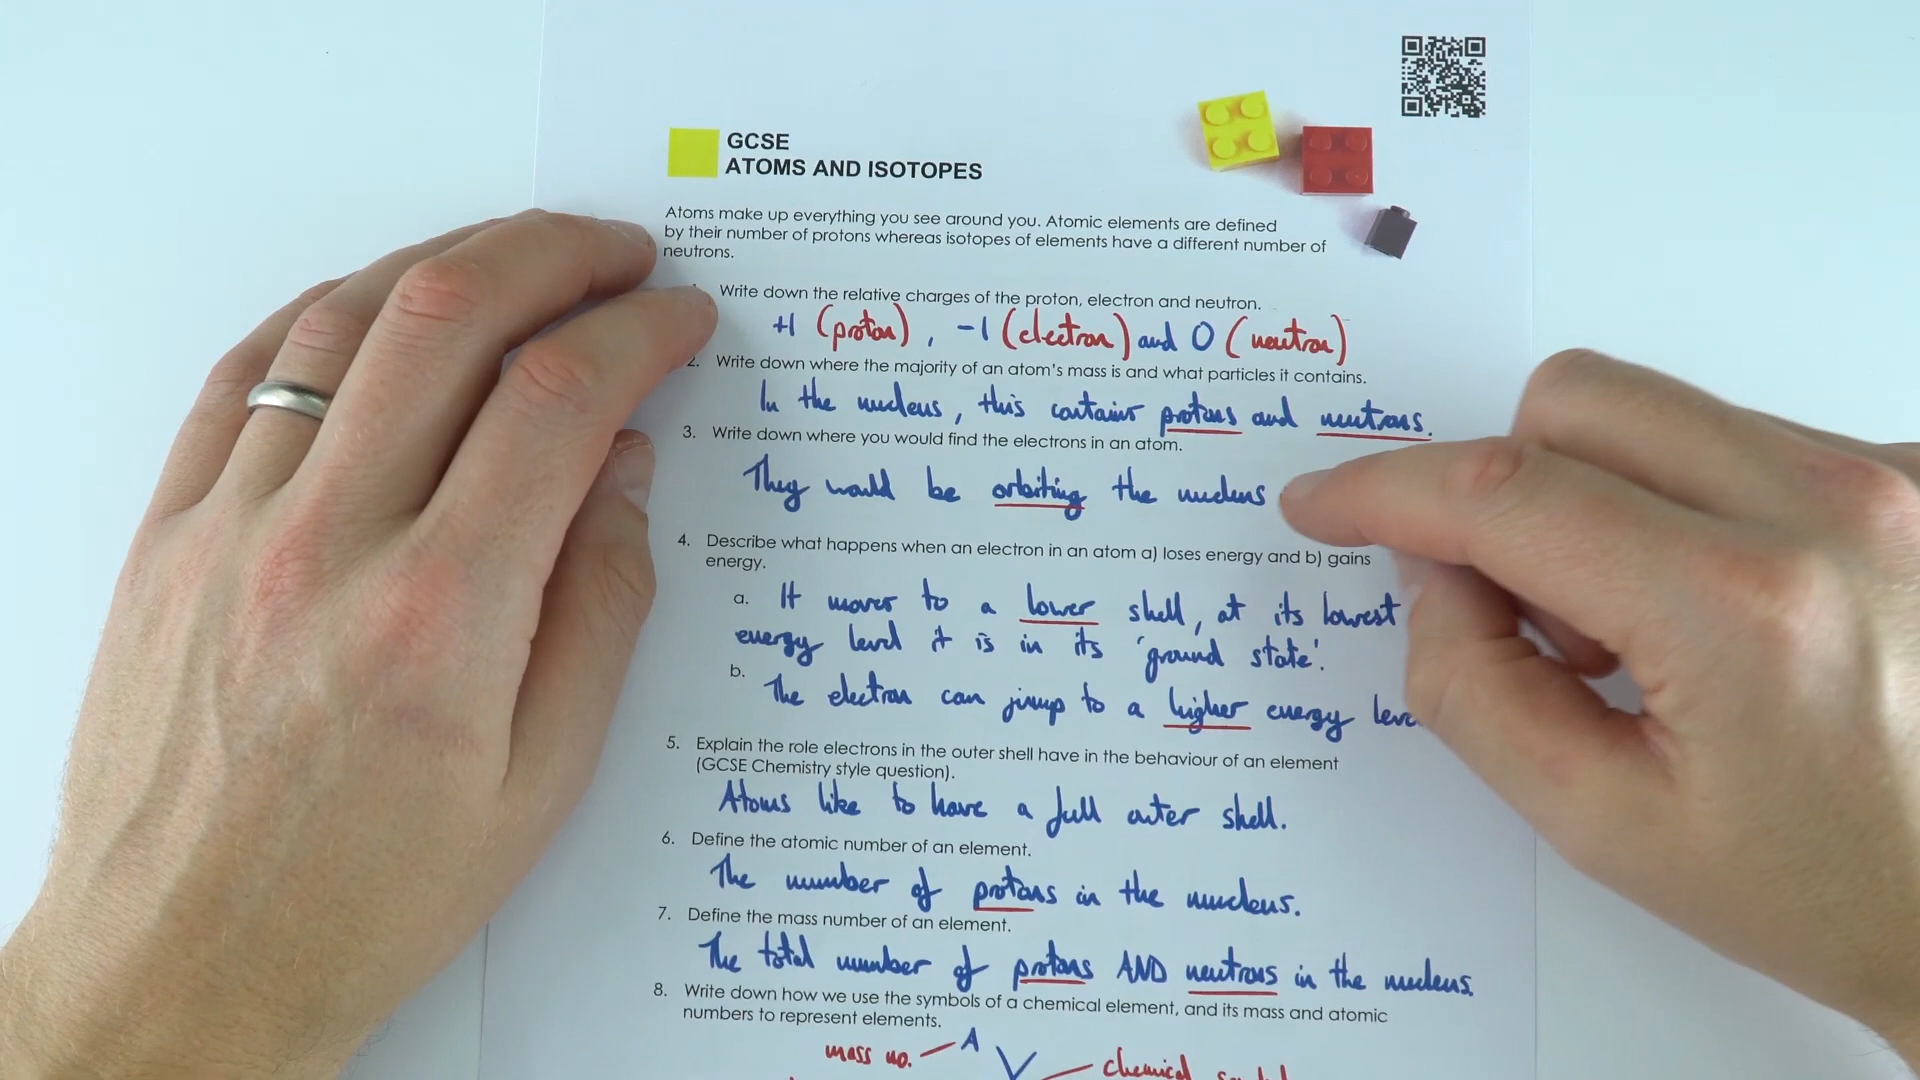 GCSE
ATOMS AND ISOTOPES
Atoms make up everything you see around you. Atomic elements are defined
by their number of protons whereas isotopes of elements have a different number of
neutrons.
Write down the relative charges of the proton, electron and neutron.
+1 (proton), -1 (electron) and 0 (neutron)
2. Write down where the majority of an atom's mass is and what particles it contains.
In the nucleus, this contains protons and neutrons.
3. Write down where you would find the electrons in an atom.
They would be orbiting the nucleus
4. Describe what happens when an electron in an atom a) loses energy and b) gains
energy.
a. It moves to a lower shell, at its lowest
energy level it is in its 'ground state'.
b. The electron can jump to a higher energy
5. Explain the role electrons in the outer shell have in the behaviour of an element
(GCSE Chemistry style question).
Atoms like to have a full outer shell.
6. Define the atomic number of an element.
The number of protons in the nucleus.
7. Define the mass number of an element.
The total number of protons AND neutrons in the nucleus.
8. Write down how we use the symbols of a chemical element, and its mass and atomic
numbers to represent elements.
mass no. A chemical